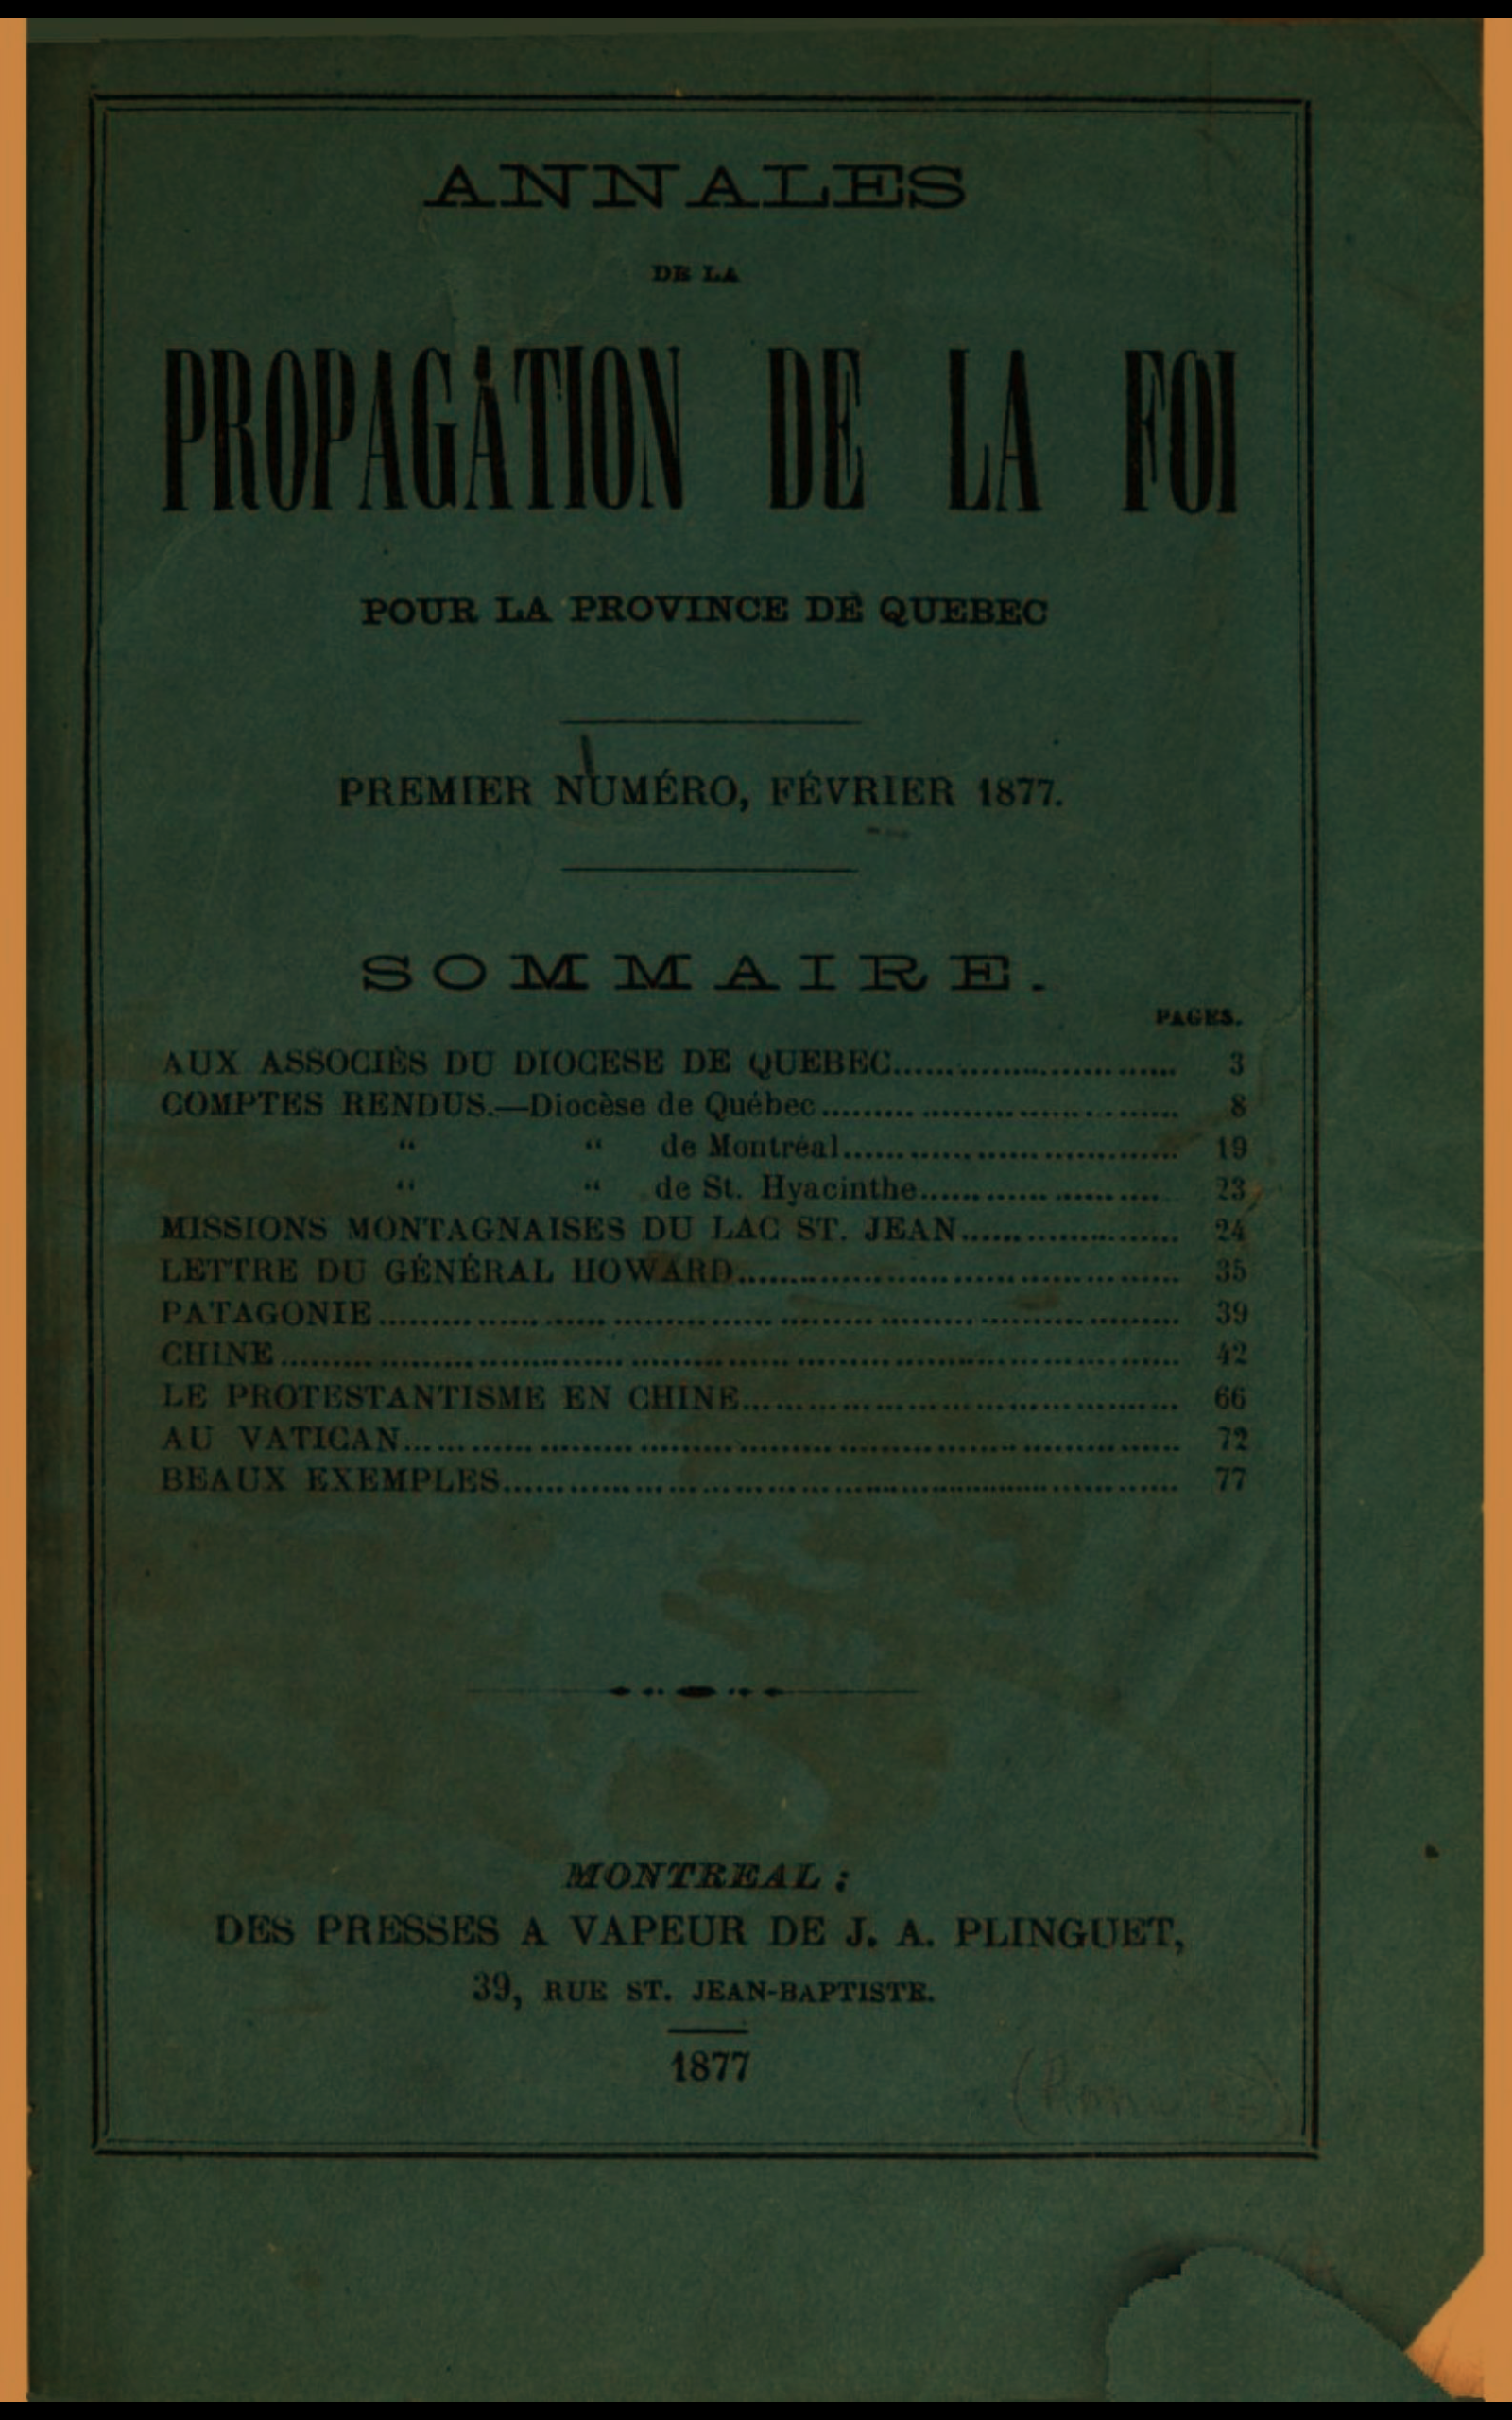 ANNALES
DE LA
PROPAGATION DE LA FOI
POUR LA PROVINCE DE QUEBEC
PREMIER NUMÉRO, FÉVRIER 1877.
SOMMAIRE.
PAGES.
AUX ASSOCIÉS DU DIOCESE DE QUEBEC........................... 3
COMPTES RENDUS.—Diocèse de Québec........................... 8
“ “ de Montréal........................... 19
“ “ de St. Hyacinthe........................... 23
MISSIONS MONTAGNAISES DU LAC ST. JEAN........................... 24
LETTRE DU GÉNÉRAL HOWARD........................... 35
PATAGONIE........................... 39
CHINE........................... 42
LE PROTESTANTISME EN CHINE........................... 66
AU VATICAN........................... 72
BEAUX EXEMPLES........................... 77
MONTREAL :
DES PRESSES A VAPEUR DE J. A. PLINGUET,
39, RUE ST. JEAN-BAPTISTE.
1877